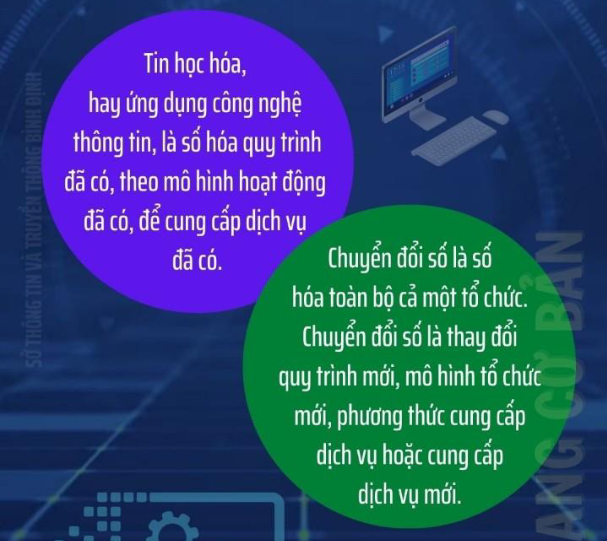 Tin học hóa,
hay ứng dụng công nghệ
thông tin, là số hóa quy trình
đã có, theo mô hình hoạt động
đã có, để cung cấp dịch vụ
đã có.
Chuyển đổi số là số
hóa toàn bộ cả một tổ chức.
Chuyển đổi số là thay đổi
quy trình mới, mô hình tổ chức
mới, phương thức cung cấp
dịch vụ hoặc cung cấp
dịch vụ mới.
SỞ THÔNG TIN VÀ TRUYỀN THÔNG BÌNH ĐỊNH
ANG CƠ BẢN